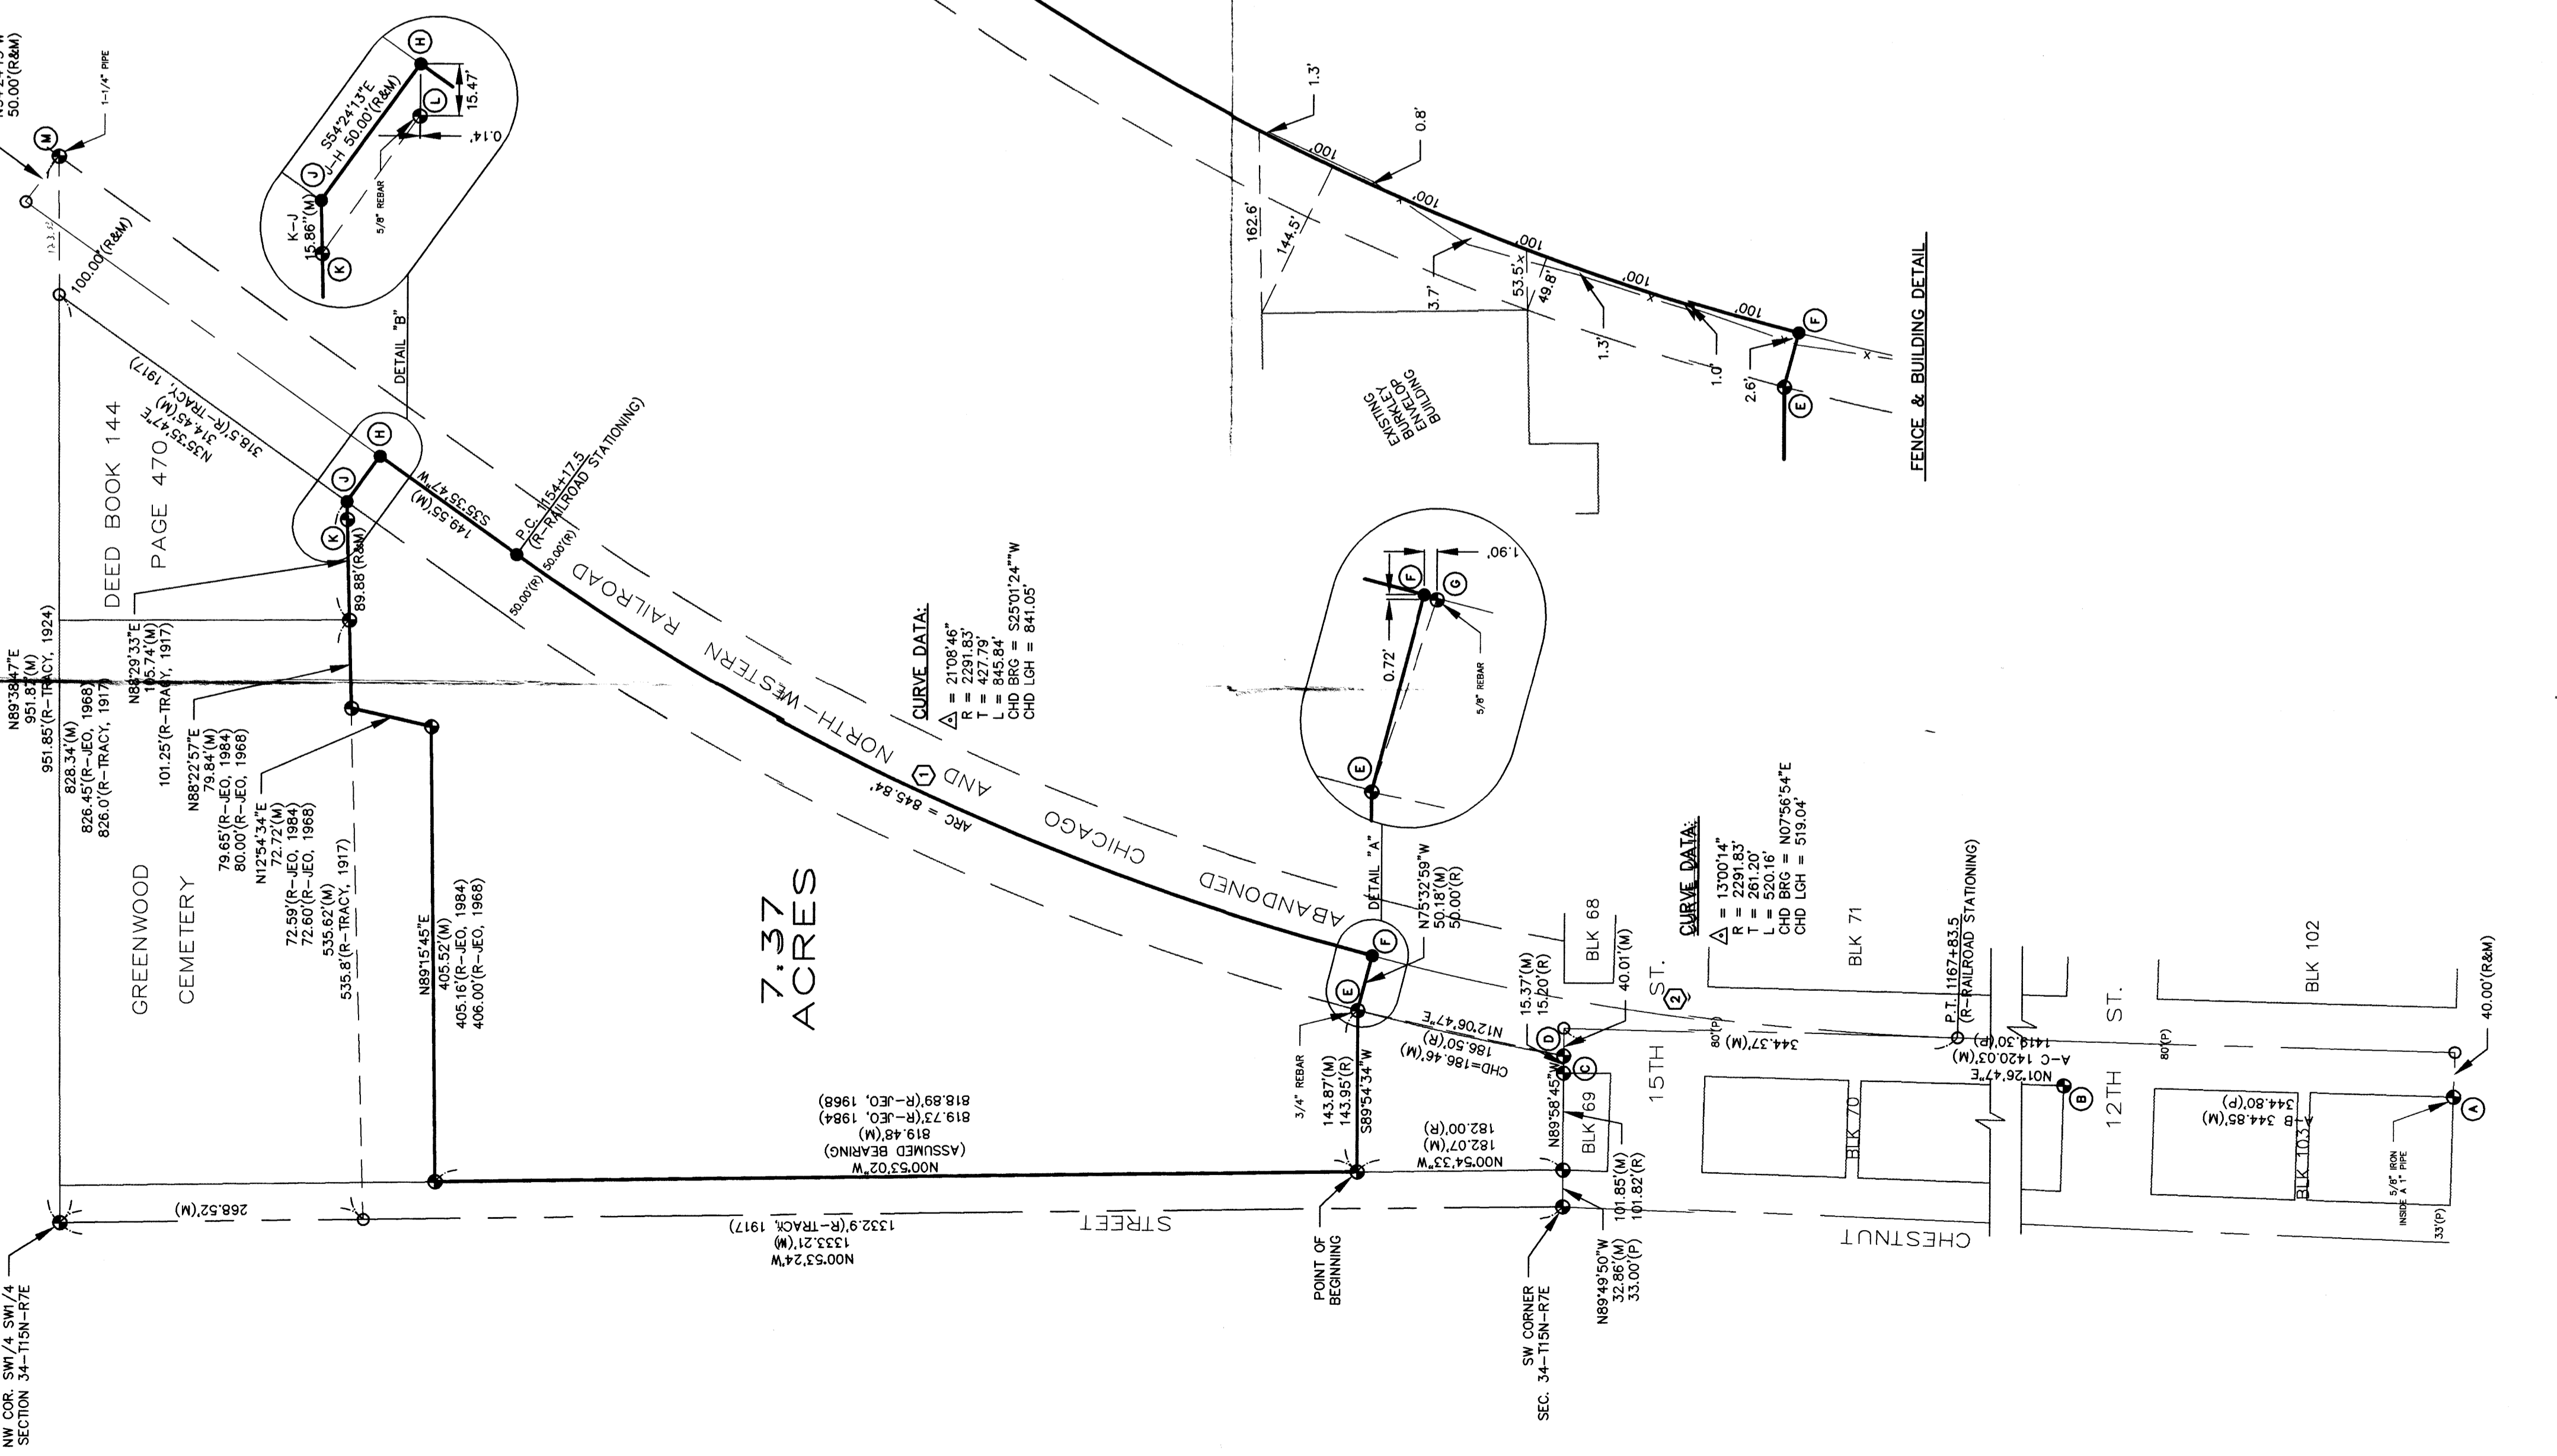 NW COR. SW1/4 SW1/4
SECTION 34-T15N-R7E
N89°38'47"E
951.87'(M)
951.85'(R-TRACY, 1924)
828.34'(M)
826.45'(R-JEO, 1968)
826.0'(R-TRACY, 1917)
50.00'(R&M)
M
1-1/4" PIPE
100.00'(R&M)
DEED BOOK 144
PAGE 470
N35°35'47"E
314.45'(M)
318.5'(R-TRACY, 1917)
N88°29'33"E
105.74'(M)
101.25'(R-TRACY, 1917)
N88°22'57"E
79.84'(M)
79.65'(R-JEO, 1984)
80.00'(R-JEO, 1968)
N12°54'34"E
72.72'(M)
72.59'(R-JEO, 1984)
72.60'(R-JEO, 1968)
535.62'(M)
535.8'(R-TRACY, 1917)
GREENWOOD
CEMETERY
89.88'(R&M)
K
J
H
DETAIL "B"
K-J
15.86"(M)
K
J
S54°24'13"E
J-H 50.00'(R&M)
H
L
15.47'
0.14'
5/8" REBAR
S35°35'47"W
149.55'(M)
P.C. 1154+17.5
(R-RAILROAD STATIONING)
50.00'(R)
50.00'(R)
ABANDONED
CHICAGO
AND
NORTH-WESTERN
RAILROAD
1
ARC = 845.84'
CURVE DATA:
Δ = 21°08'46"
R = 2291.83'
T = 427.79'
L = 845.84'
CHD BRG = S25°01'24"W
CHD LGH = 841.05'
N89°15'45"E
405.52'(M)
405.16'(R-JEO, 1984)
406.00'(R-JEO, 1968)
7.37
ACRES
N00°53'02"W
(ASSUMED BEARING)
819.48'(M)
819.73'(R-JEO, 1984)
818.89'(R-JEO, 1968)
268.52'(M)
N00°53'24"W
1333.21'(M)
1332.9'(R-TRACK, 1917)
CHESTNUT
STREET
POINT OF
BEGINNING
3/4" REBAR
143.87'(M)
143.95'(R)
S89°54'34"W
E
F
DETAIL "A"
N75°32'59"W
50.18'(M)
50.00'(R)
E
F
G
0.72'
1.90'
5/8" REBAR
N12°06'47"E
186.50'(R)
CHD=186.46'(M)
N00°54'33"W
182.07'(M)
182.00'(R)
SW CORNER
SEC. 34-T15N-R7E
N89°49'50"W
32.86'(M)
33.00'(P)
101.85'(M)
101.82'(R)
N89°58'45"W
15.37'(M)
15.20'(R)
40.01'(M)
D
C
BLK 69
BLK 68
15TH ST.
2
CURVE DATA:
Δ = 13°00'14"
R = 2291.83'
T = 261.20'
L = 520.16'
CHD BRG = N07°56'54"E
CHD LGH = 519.04'
80'(P)
344.37'(M)
BLK 70
BLK 71
P.T. 1167+83.5
(R-RAILROAD STATIONING)
N01°26'47"E
A-C 1420.03'(M)
1419.30'(P)
B
12TH ST.
80'(P)
BLK 102
BLK 103
B 344.85'(M)
344.80'(P)
5/8" IRON
INSIDE A 1" PIPE
A
40.00'(R&M)
33'(P)
EXISTING
BURKLEY
ENVELOP
BUILDING
162.6'
144.5'
53.5'
49.8'
1.3'
0.8'
3.7'
1.3'
1.0'
2.6'
100'
100'
100'
100'
100'
E
F
FENCE & BUILDING DETAIL